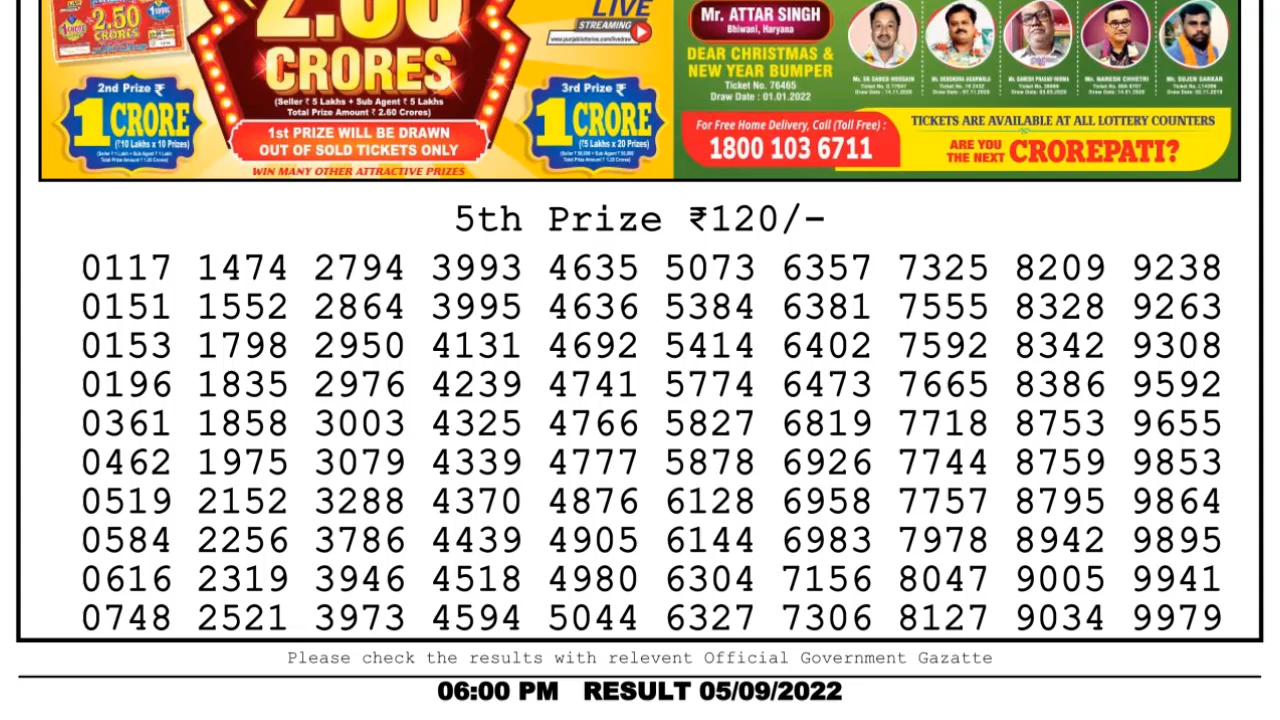 2.50
CRORES
2.60
CRORES
(Seller ₹ 5 Lakhs + Sub Agent ₹ 5 Lakhs
Total Prize Amount ₹ 2.60 Crores)
1st PRIZE WILL BE DRAWN
OUT OF SOLD TICKETS ONLY
WIN MANY OTHER ATTRACTIVE PRIZES
2nd Prize ₹
1 CRORE
(₹10 Lakhs x 10 Prizes)
3rd Prize ₹
1 CRORE
(₹5 Lakhs x 20 Prizes)
LIVE
STREAMING
www.punjablotteries.com/livedraw
Mr. ATTAR SINGH
Bhiwani, Haryana
DEAR CHRISTMAS &
NEW YEAR BUMPER
Ticket No. 76465
Draw Date : 01.01.2022
For Free Home Delivery, Call (Toll Free) :
1800 103 6711
TICKETS ARE AVAILABLE AT ALL LOTTERY COUNTERS
ARE YOU
THE NEXT CROREPATI?
5th Prize ₹120/-
0117 1474 2794 3993 4635 5073 6357 7325 8209 9238
0151 1552 2864 3995 4636 5384 6381 7555 8328 9263
0153 1798 2950 4131 4692 5414 6402 7592 8342 9308
0196 1835 2976 4239 4741 5774 6473 7665 8386 9592
0361 1858 3003 4325 4766 5827 6819 7718 8753 9655
0462 1975 3079 4339 4777 5878 6926 7744 8759 9853
0519 2152 3288 4370 4876 6128 6958 7757 8795 9864
0584 2256 3786 4439 4905 6144 6983 7978 8942 9895
0616 2319 3946 4518 4980 6304 7156 8047 9005 9941
0748 2521 3973 4594 5044 6327 7306 8127 9034 9979
Please check the results with relevent Official Government Gazatte
06:00 PM RESULT 05/09/2022